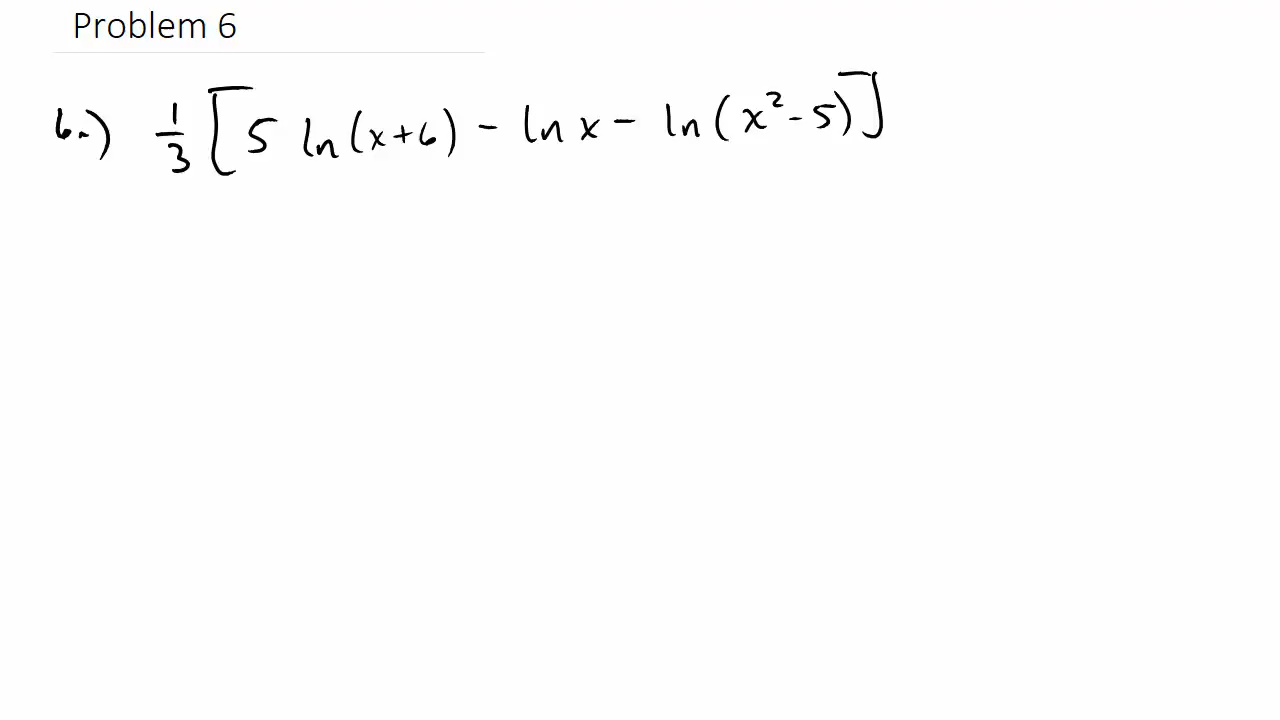 Problem 6
6.) 1/3 [5 ln(x+6) - ln x - ln(x²-5)]